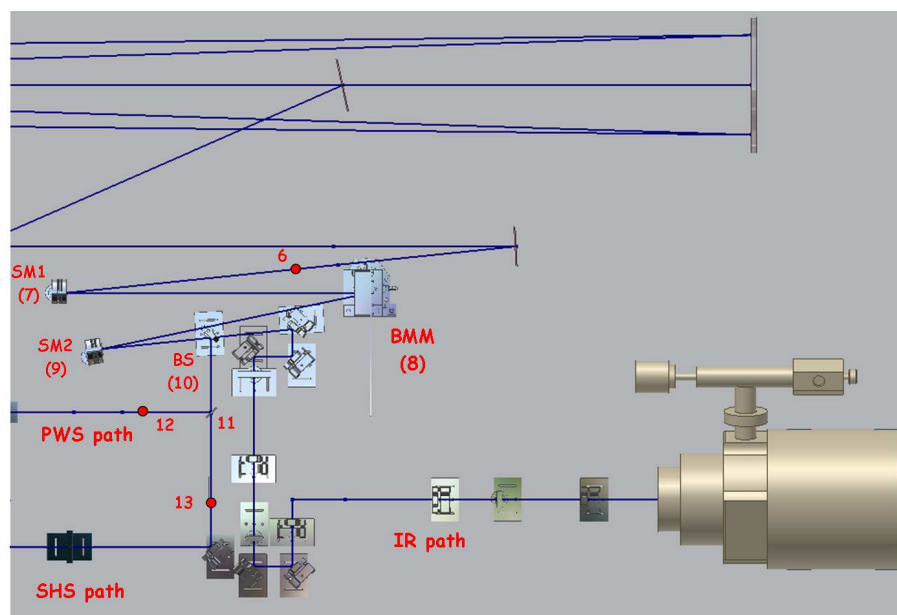 6
SM1
(7)
BMM
(8)
SM2
(9)
BS
(10)
11
12
PWS path
13
IR path
SHS path